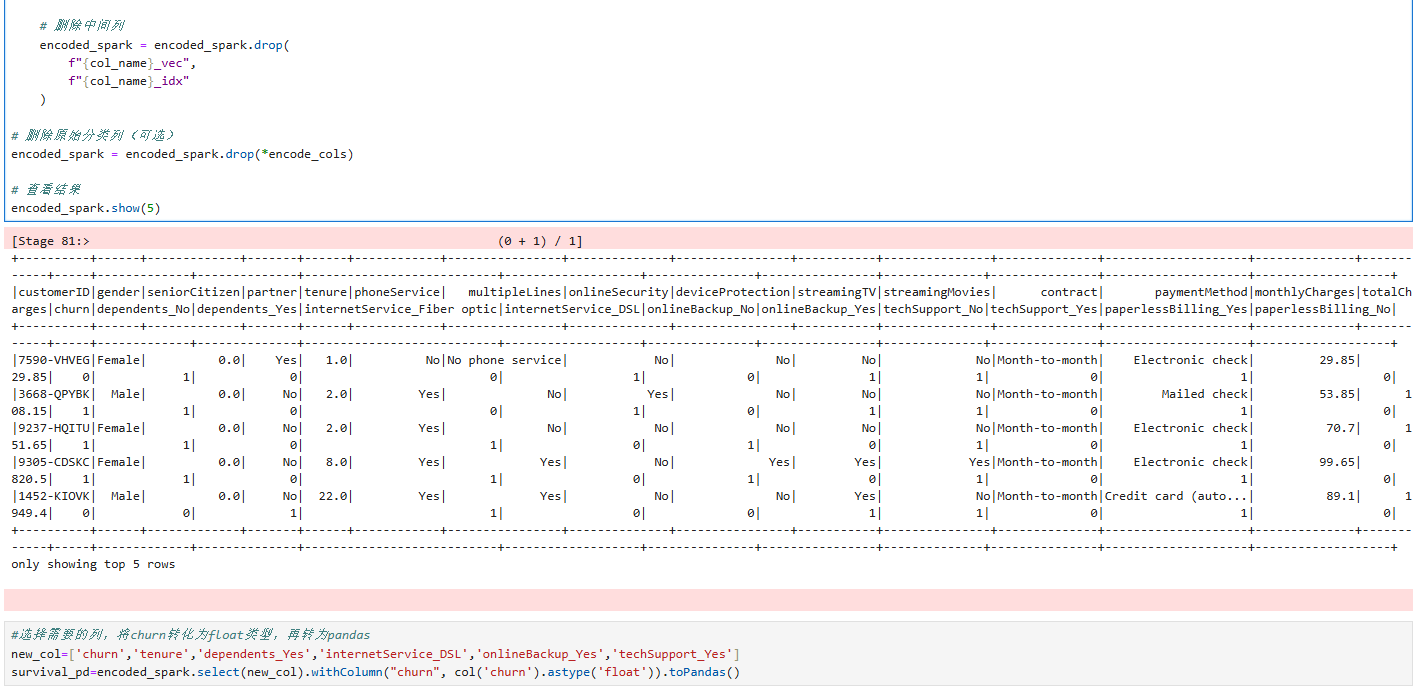 # 删除中间列
encoded_spark = encoded_spark.drop(
f"{col_name}_vec",
f"{col_name}_idx"
)
# 删除原始分类列（可选）
encoded_spark = encoded_spark.drop(*encode_cols)
# 查看结果
encoded_spark.show(5)
[Stage 81:> (0 + 1) / 1]
+----------+------+-------------+-------+------+------------+----------------+--------------+----------------+-----------+---------------+--------------+--------------------+--------------+-------
-----+-----+-------------+--------------+---------------------------+-------------------+---------------+----------------+--------------+---------------+--------------------+-------------------+
|customerID|gender|seniorCitizen|partner|tenure|phoneService|   multipleLines|onlineSecurity|deviceProtection|streamingTV|streamingMovies|      contract|       paymentMethod|monthlyCharges|totalCh
arges|churn|dependents_No|dependents_Yes|internetService_Fiber optic|internetService_DSL|onlineBackup_No|onlineBackup_Yes|techSupport_No|techSupport_Yes|paperlessBilling_Yes|paperlessBilling_No|
+----------+------+-------------+-------+------+------------+----------------+--------------+----------------+-----------+---------------+--------------+--------------------+--------------+-------
-----+-----+-------------+--------------+---------------------------+-------------------+---------------+----------------+--------------+---------------+--------------------+-------------------+
|7590-VHVEG|Female|          0.0|    Yes|   1.0|          No|No phone service|            No|              No|         No|             No|Month-to-month|    Electronic check|         29.85|
29.85|    0|            1|             0|                          0|                  1|              0|               1|             1|              0|                   1|                  0|
|3668-QPYBK|  Male|          0.0|     No|   2.0|         Yes|              No|           Yes|              No|         No|             No|Month-to-month|        Mailed check|         53.85|      1
08.15|    1|            1|             0|                          0|                  1|              0|               1|             1|              0|                   1|                  0|
|9237-HQITU|Female|          0.0|     No|   2.0|         Yes|              No|            No|              No|         No|             No|Month-to-month|    Electronic check|          70.7|      1
51.65|    1|            1|             0|                          1|                  0|              1|               0|             1|              0|                   1|                  0|
|9305-CDSKC|Female|          0.0|     No|   8.0|         Yes|             Yes|            No|             Yes|        Yes|            Yes|Month-to-month|    Electronic check|         99.65|
820.5|    1|            1|             0|                          1|                  0|              1|               0|             1|              0|                   1|                  0|
|1452-KIOVK|  Male|          0.0|     No|  22.0|         Yes|             Yes|            No|              No|        Yes|             No|Month-to-month|Credit card (auto...|          89.1|      1
949.4|    0|            0|             1|                          1|                  0|              0|               1|             1|              0|                   1|                  0|
+----------+------+-------------+-------+------+------------+----------------+--------------+----------------+-----------+---------------+--------------+--------------------+--------------+-------
-----+-----+-------------+--------------+---------------------------+-------------------+---------------+----------------+--------------+---------------+--------------------+-------------------+
only showing top 5 rows
#选择需要的列，将churn转化为float类型，再转为pandas
new_col=['churn','tenure','dependents_Yes','internetService_DSL','onlineBackup_Yes','techSupport_Yes']
survival_pd=encoded_spark.select(new_col).withColumn("churn", col('churn').astype('float')).toPandas()